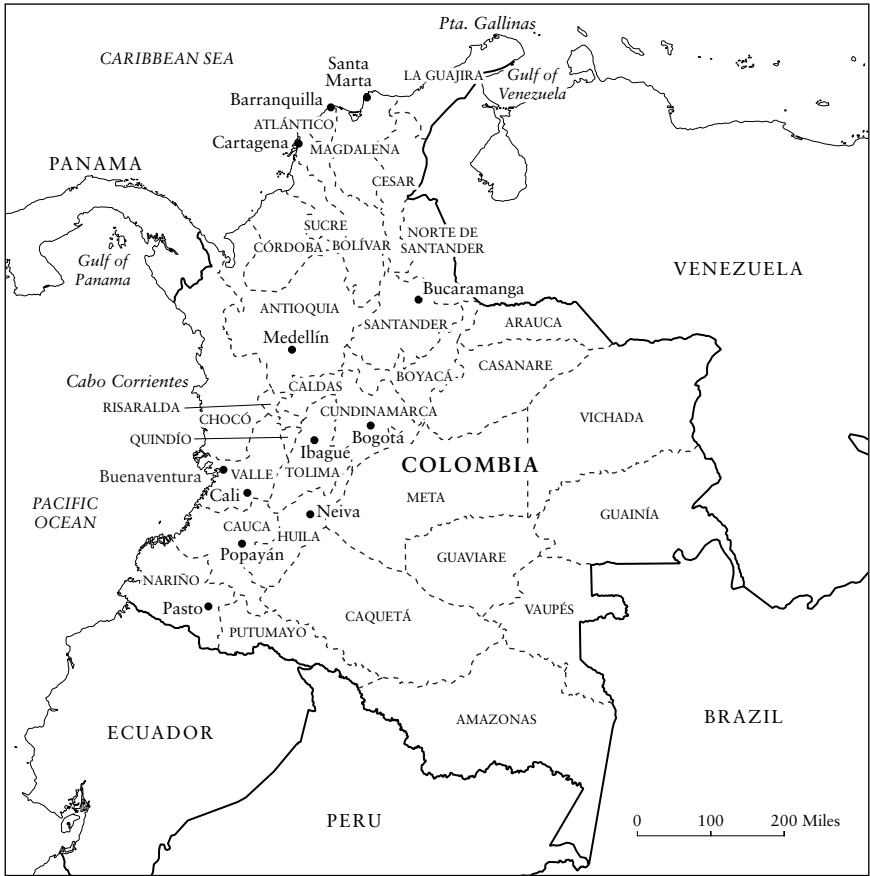 Pta. Gallinas
CARIBBEAN SEA
Santa
Marta
LA GUAJIRA
Gulf of
Venezuela
Barranquilla
ATLÁNTICO
Cartagena
MAGDALENA
PANAMA
CESAR
SUCRE
NORTE DE
SANTANDER
CÓRDOBA
BOLÍVAR
Gulf of
Panama
VENEZUELA
Bucaramanga
ANTIOQUIA
SANTANDER
ARAUCA
Medellín
CASANARE
BOYACÁ
Cabo Corrientes
CALDAS
RISARALDA
CUNDINAMARCA
CHOCÓ
VICHADA
QUINDÍO
Bogotá
Ibagué
COLOMBIA
Buenaventura
VALLE
TOLIMA
Cali
META
PACIFIC
OCEAN
Neiva
GUAINÍA
CAUCA
HUILA
Popayán
GUAVIARE
NARIÑO
Pasto
CAQUETÁ
VAUPÉS
PUTUMAYO
ECUADOR
AMAZONAS
BRAZIL
PERU
0 100 200 Miles